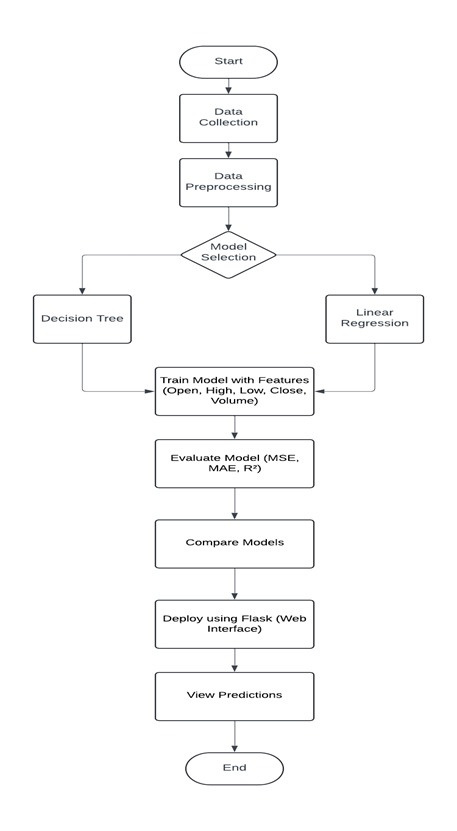 Start
Data
Collection
Data
Preprocessing
Model
Selection
Decision Tree
Linear
Regression
Train Model with Features
(Open, High, Low, Close,
Volume)
Evaluate Model (MSE,
MAE, R²)
Compare Models
Deploy using Flask (Web
Interface)
View Predictions
End